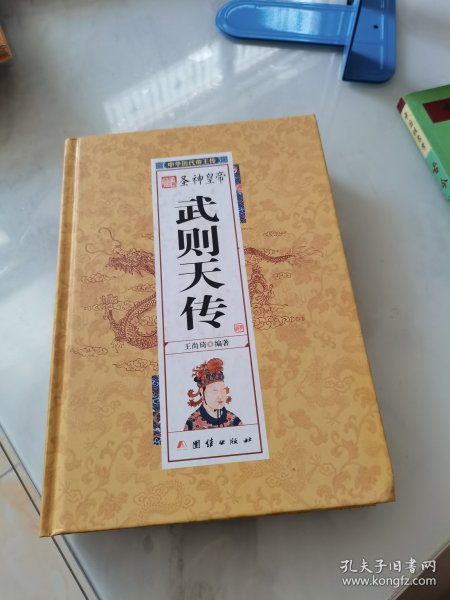 中华历代帝王传
圣神皇帝
武则天传
王尚琦 编著
团结出版社
孔夫子旧书网
www.kongfz.com